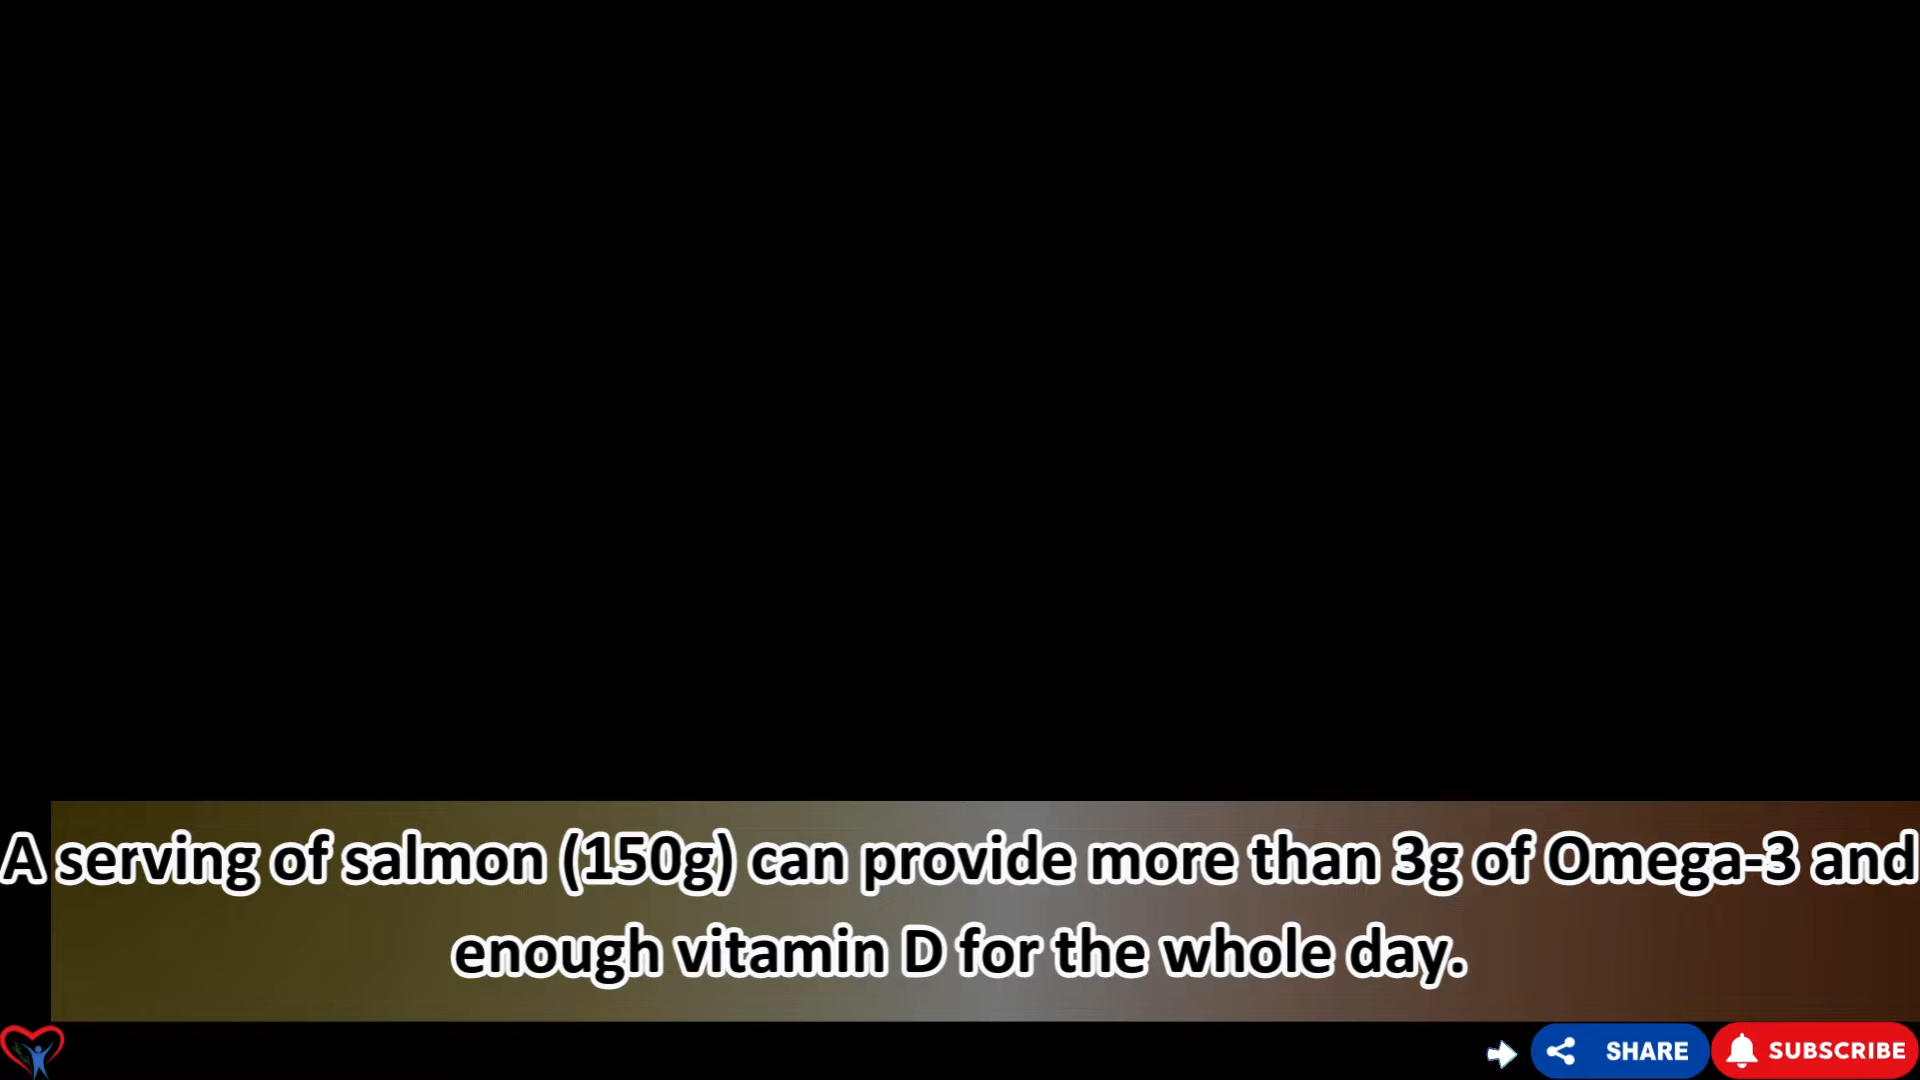 A serving of salmon (150g) can provide more than 3g of Omega-3 and
enough vitamin D for the whole day.
SHARE
SUBSCRIBE